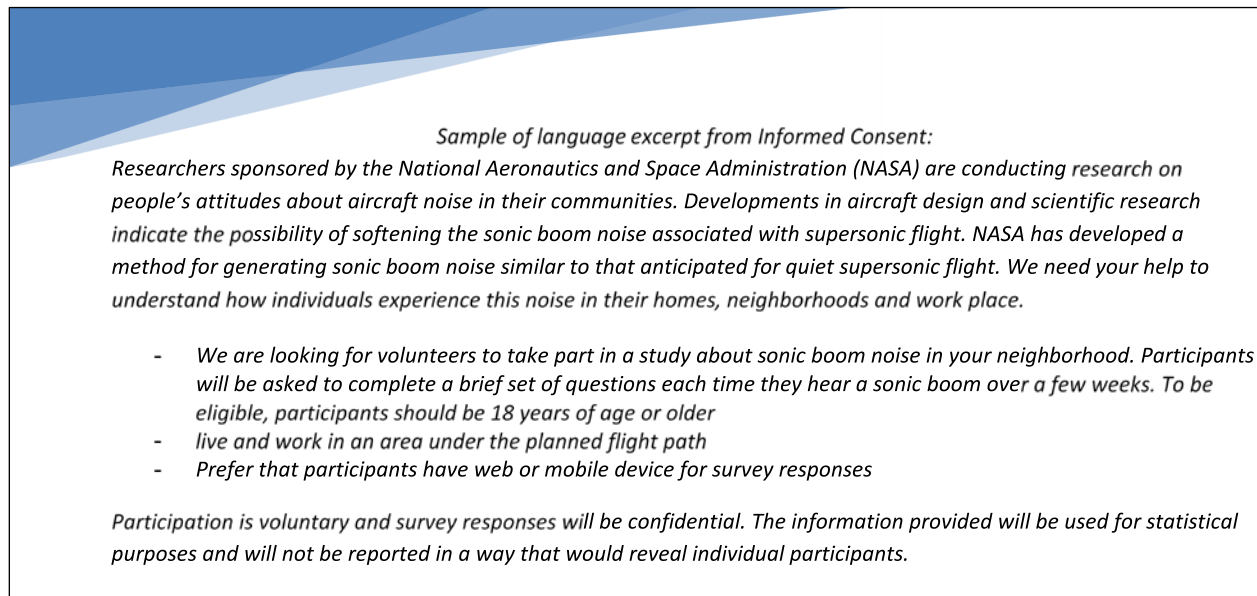 Sample of language excerpt from Informed Consent:
Researchers sponsored by the National Aeronautics and Space Administration (NASA) are conducting research on
people’s attitudes about aircraft noise in their communities. Developments in aircraft design and scientific research
indicate the possibility of softening the sonic boom noise associated with supersonic flight. NASA has developed a
method for generating sonic boom noise similar to that anticipated for quiet supersonic flight. We need your help to
understand how individuals experience this noise in their homes, neighborhoods and work place.
- We are looking for volunteers to take part in a study about sonic boom noise in your neighborhood. Participants
will be asked to complete a brief set of questions each time they hear a sonic boom over a few weeks. To be
eligible, participants should be 18 years of age or older
- live and work in an area under the planned flight path
- Prefer that participants have web or mobile device for survey responses
Participation is voluntary and survey responses will be confidential. The information provided will be used for statistical
purposes and will not be reported in a way that would reveal individual participants.